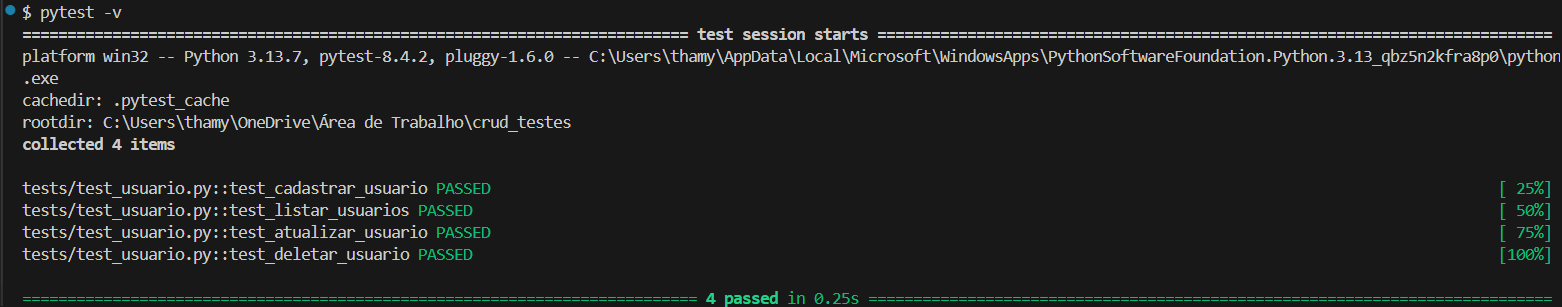 $ pytest -v
============================================================================ test session starts ============================================================================
platform win32 -- Python 3.13.7, pytest-8.4.2, pluggy-1.6.0 -- C:\Users\thamy\AppData\Local\Microsoft\WindowsApps\PythonSoftwareFoundation.Python.3.13_qbz5n2kfra8p0\python
.exe
cachedir: .pytest_cache
rootdir: C:\Users\thamy\OneDrive\Área de Trabalho\crud_testes
collected 4 items
tests/test_usuario.py::test_cadastrar_usuario PASSED [ 25%]
tests/test_usuario.py::test_listar_usuarios PASSED [ 50%]
tests/test_usuario.py::test_atualizar_usuario PASSED [ 75%]
tests/test_usuario.py::test_deletar_usuario PASSED [100%]
============================================================================= 4 passed in 0.25s =============================================================================